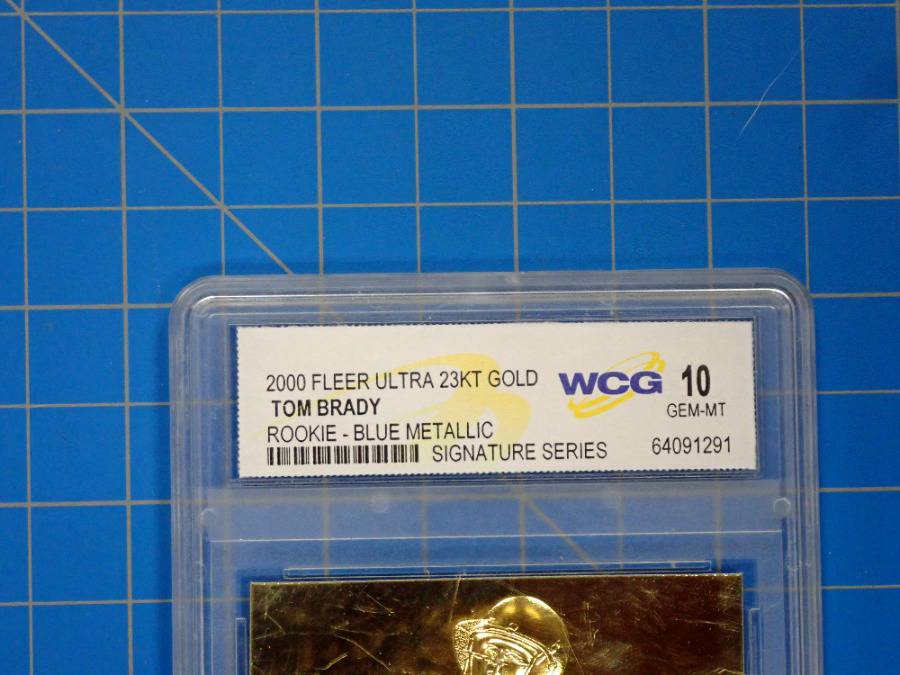 2000 FLEER ULTRA 23KT GOLD
TOM BRADY
ROOKIE - BLUE METALLIC
SIGNATURE SERIES
WCG 10
GEM-MT
64091291